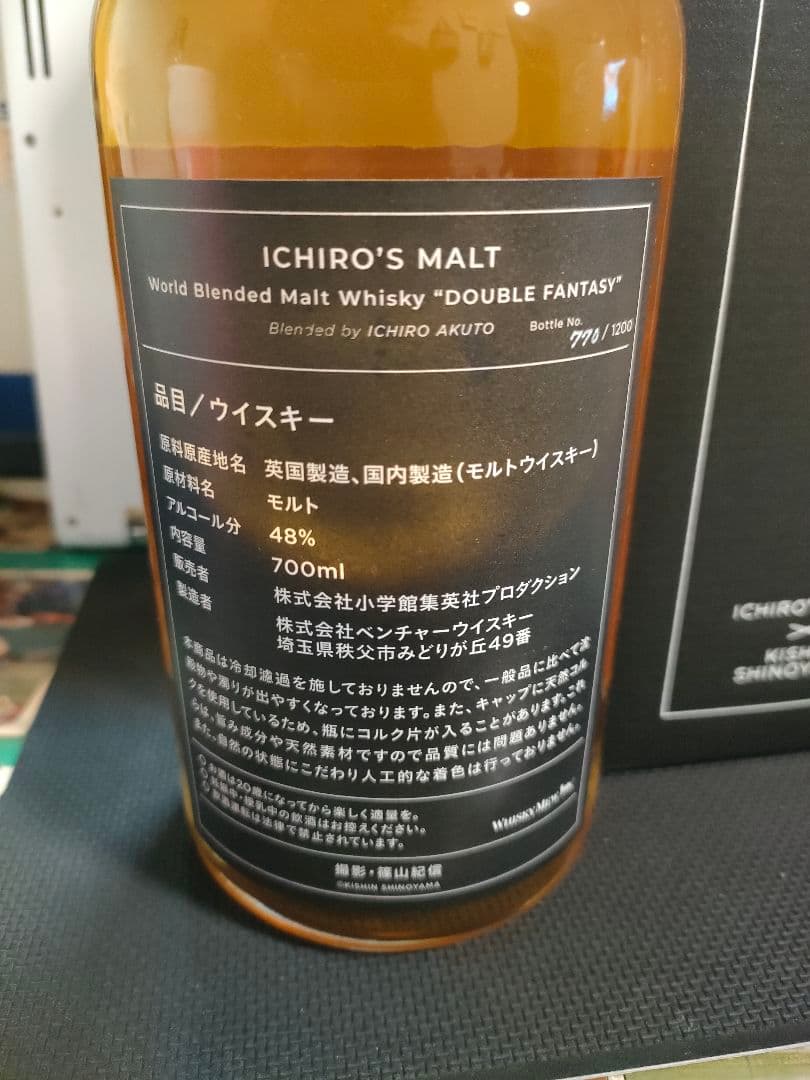 ICHIRO'S MALT
World Blended Malt Whisky "DOUBLE FANTASY"
Blended by ICHIRO AKUTO
Bottle No.
770/1200
品目/ウイスキー
原料原産地名 英国製造、国内製造(モルトウイスキー)
原材料名 モルト
アルコール分 48%
内容量 700ml
販売者 株式会社小学館集英社プロダクション
製造者 株式会社ベンチャーウイスキー
埼玉県秩父市みどりが丘49番
本商品は冷却濾過を施しておりませんので、一般品に比べて沈
殿物や濁りが出やすくなっております。また、キャップに天然コル
クを使用しているため、瓶にコルク片が入ることがあります。これ
らは、旨み成分や天然素材ですので品質には問題ありません。
また、自然の状態にこだわり人工的な着色は行っておりません。
○お酒は20歳になってから楽しく適量を。
○妊娠中・授乳中の飲酒はお控えください。
○飲酒運転は法律で禁止されています。
WHISKY MEW Inc.
撮影・篠山紀信
©KISHIN SHINOYAMA
ICHIRO'
×
KISH
SHINOY